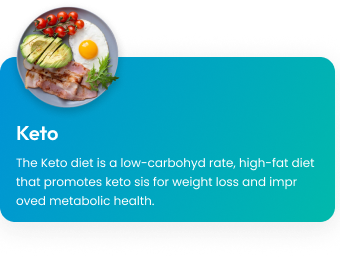 Keto
The Keto diet is a low-carbohyd rate, high-fat diet
that promotes keto sis for weight loss and impr
oved metabolic health.